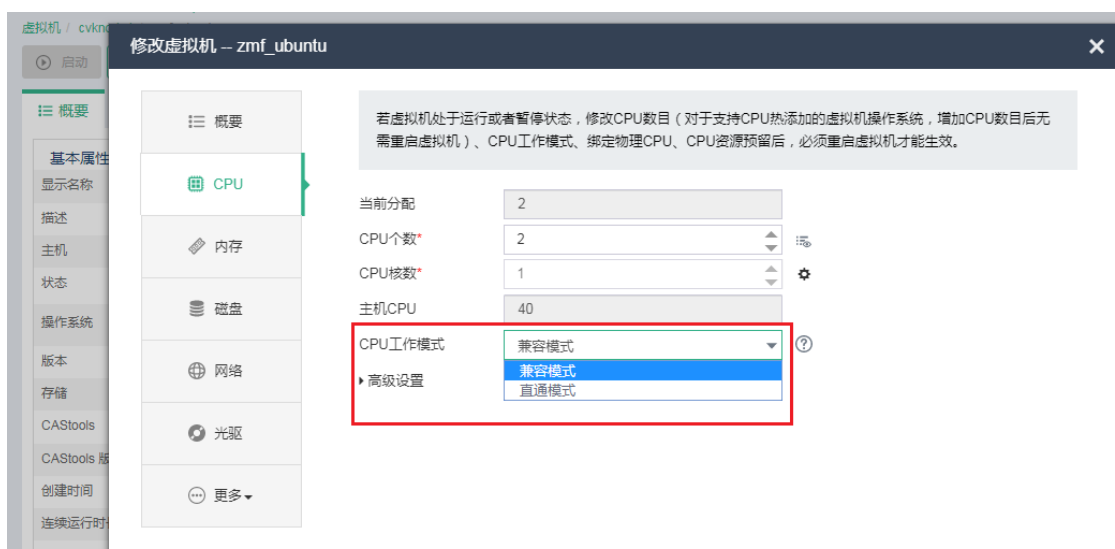 虚拟机 / cvkno
修改虚拟机 -- zmf_ubuntu
启动
概要
基本属性
显示名称
描述
主机
状态
操作系统
版本
存储
CAStools
CAStools 版
创建时间
连续运行时
概要
CPU
内存
磁盘
网络
光驱
更多
若虚拟机处于运行或者暂停状态，修改CPU数目（对于支持CPU热添加的虚拟机操作系统，增加CPU数目后无
需重启虚拟机）、CPU工作模式、绑定物理CPU、CPU资源预留后，必须重启虚拟机才能生效。
当前分配 2
CPU个数* 2
CPU核数* 1
主机CPU 40
CPU工作模式 兼容模式
兼容模式
直通模式
高级设置